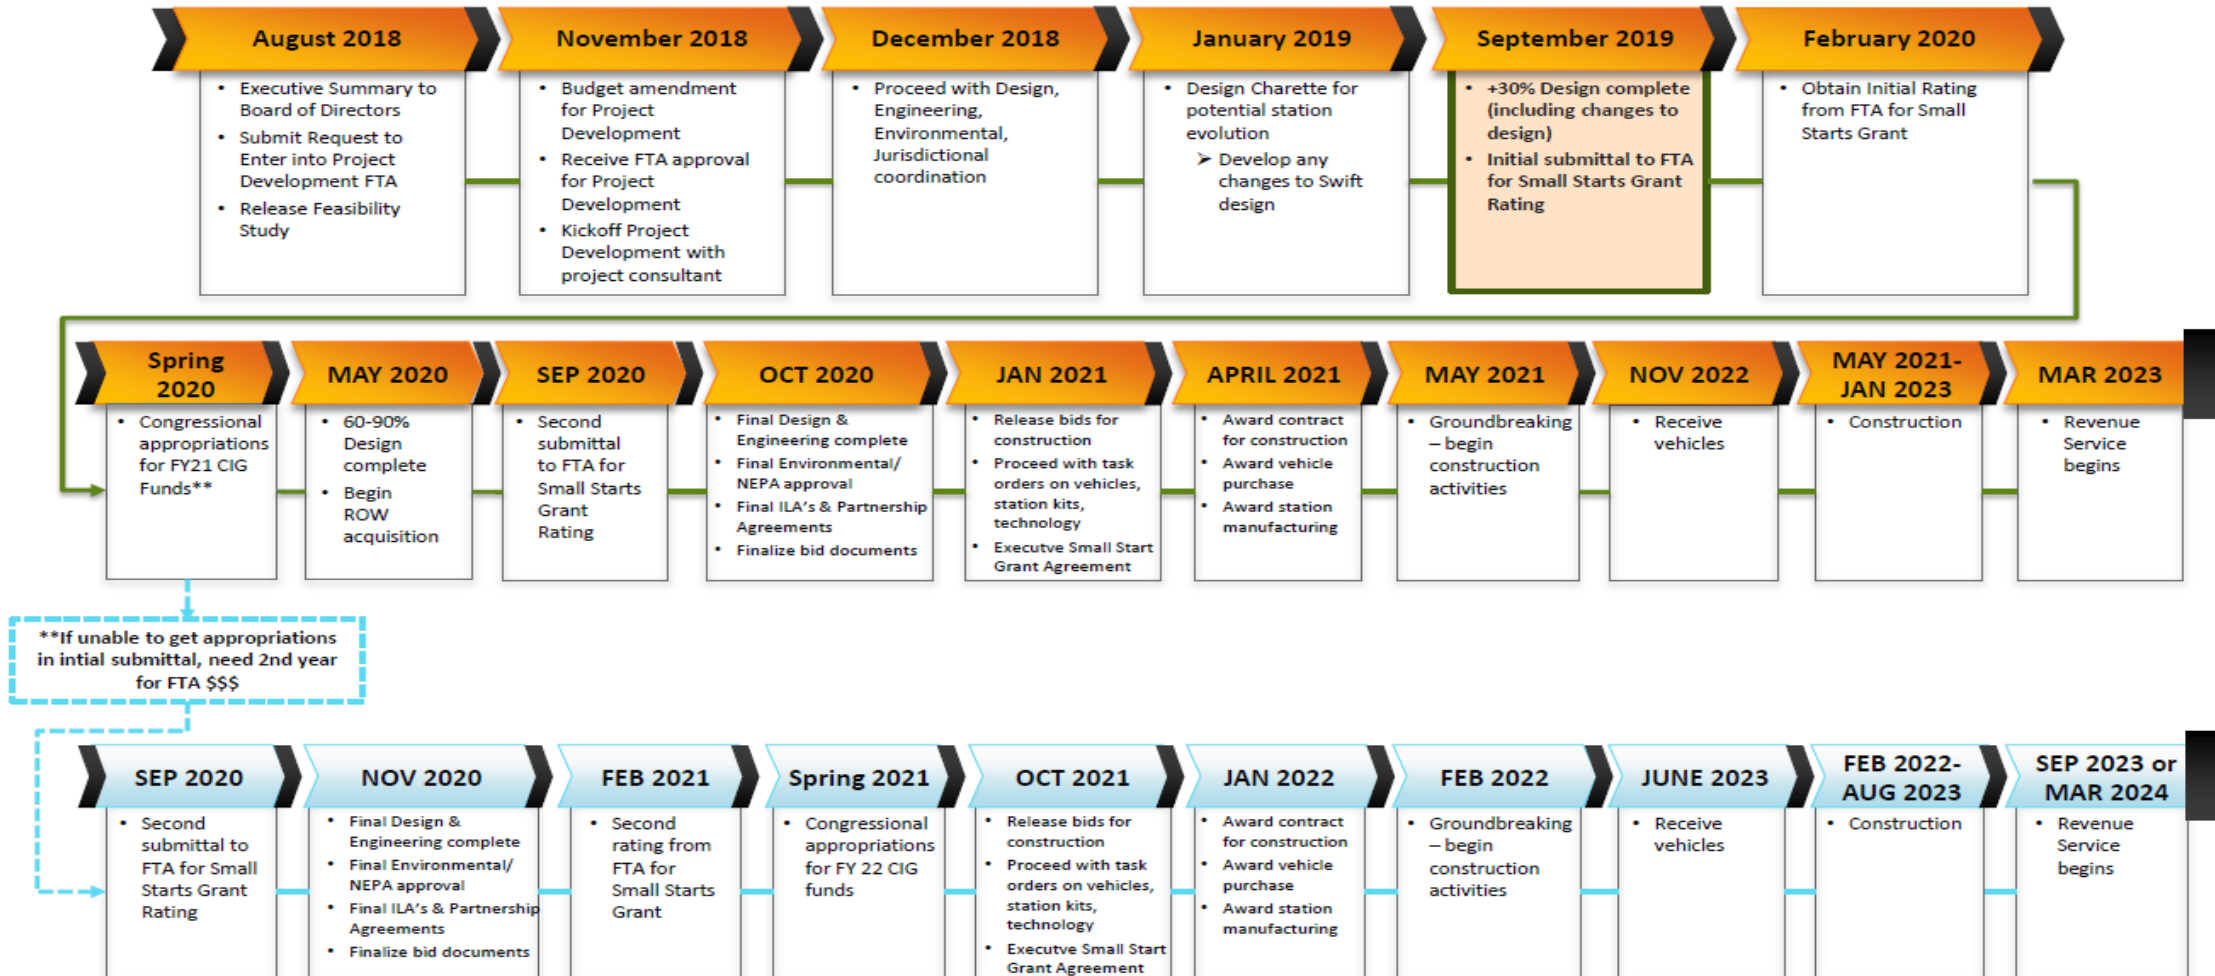 August 2018
• Executive Summary to
Board of Directors
• Submit Request to
Enter into Project
Development FTA
• Release Feasibility
Study
November 2018
• Budget amendment
for Project
Development
• Receive FTA approval
for Project
Development
• Kickoff Project
Development with
project consultant
December 2018
• Proceed with Design,
Engineering,
Environmental,
Jurisdictional
coordination
January 2019
• Design Charette for
potential station
evolution
➢ Develop any
changes to Swift
design
September 2019
• +30% Design complete
(including changes to
design)
• Initial submittal to FTA
for Small Starts Grant
Rating
February 2020
• Obtain Initial Rating
from FTA for Small
Starts Grant
Spring
2020
• Congressional
appropriations
for FY21 CIG
Funds**
MAY 2020
• 60-90%
Design
complete
• Begin
ROW
acquisition
SEP 2020
• Second
submittal
to FTA for
Small Starts
Grant
Rating
OCT 2020
• Final Design &
Engineering complete
• Final Environmental/
NEPA approval
• Final ILA's & Partnership
Agreements
• Finalize bid documents
JAN 2021
• Release bids for
construction
• Proceed with task
orders on vehicles,
station kits,
technology
• Executve Small Start
Grant Agreement
APRIL 2021
• Award contract
for construction
• Award vehicle
purchase
• Award station
manufacturing
MAY 2021
• Groundbreaking
– begin
construction
activities
NOV 2022
• Receive
vehicles
MAY 2021-
JAN 2023
• Construction
MAR 2023
• Revenue
Service
begins
**If unable to get appropriations
in intial submittal, need 2nd year
for FTA $$$
SEP 2020
• Second
submittal to
FTA for Small
Starts Grant
Rating
NOV 2020
• Final Design &
Engineering complete
• Final Environmental/
NEPA approval
• Final ILA's & Partnership
Agreements
• Finalize bid documents
FEB 2021
• Second
rating from
FTA for
Small Starts
Grant
Spring 2021
• Congressional
appropriations
for FY 22 CIG
funds
OCT 2021
• Release bids for
construction
• Proceed with task
orders on vehicles,
station kits,
technology
• Executve Small Start
Grant Agreement
JAN 2022
• Award contract
for construction
• Award vehicle
purchase
• Award station
manufacturing
FEB 2022
• Groundbreaking
– begin
construction
activities
JUNE 2023
• Receive
vehicles
FEB 2022-
AUG 2023
• Construction
SEP 2023 or
MAR 2024
• Revenue
Service
begins